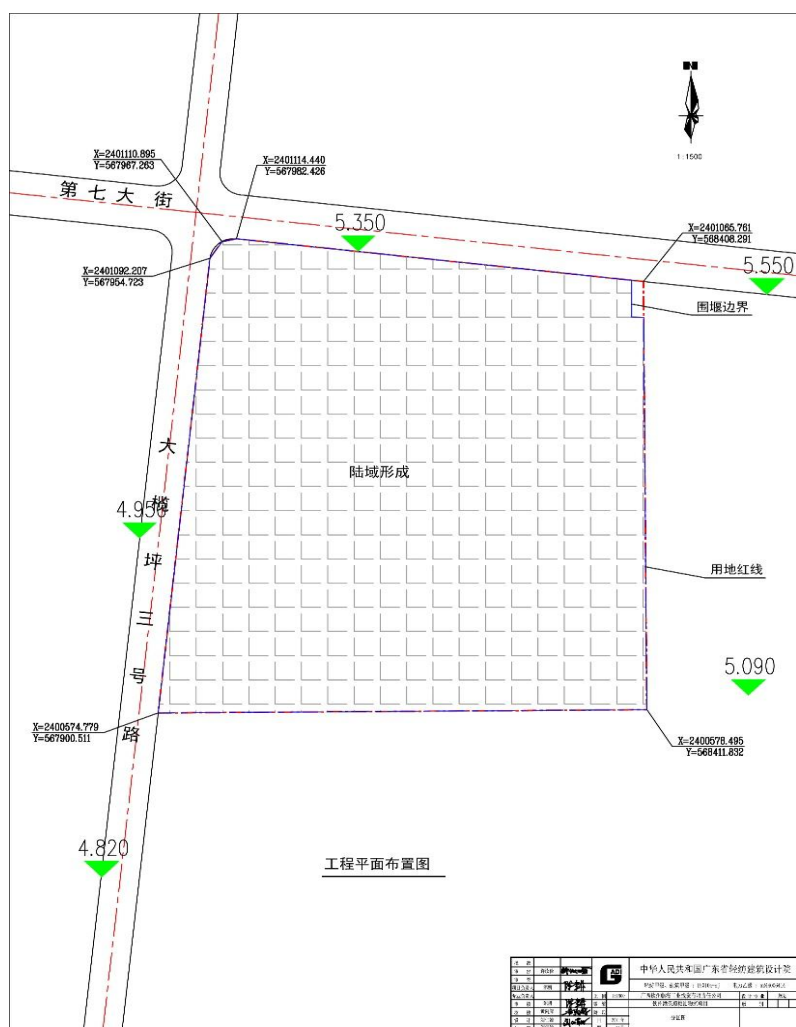 1:1500
X=2401110.895
Y=567967.263
X=2401114.440
Y=567982.426
第七大街
5.350
X=2401065.761
Y=568408.291
5.550
X=2401092.207
Y=567954.723
围堰边界
大榄坪三号路
陆域形成
4.950
用地红线
5.090
X=2400574.779
Y=567900.511
X=2400578.495
Y=568411.832
4.820
工程平面布置图
中华人民共和国广东省轻纺建筑设计院